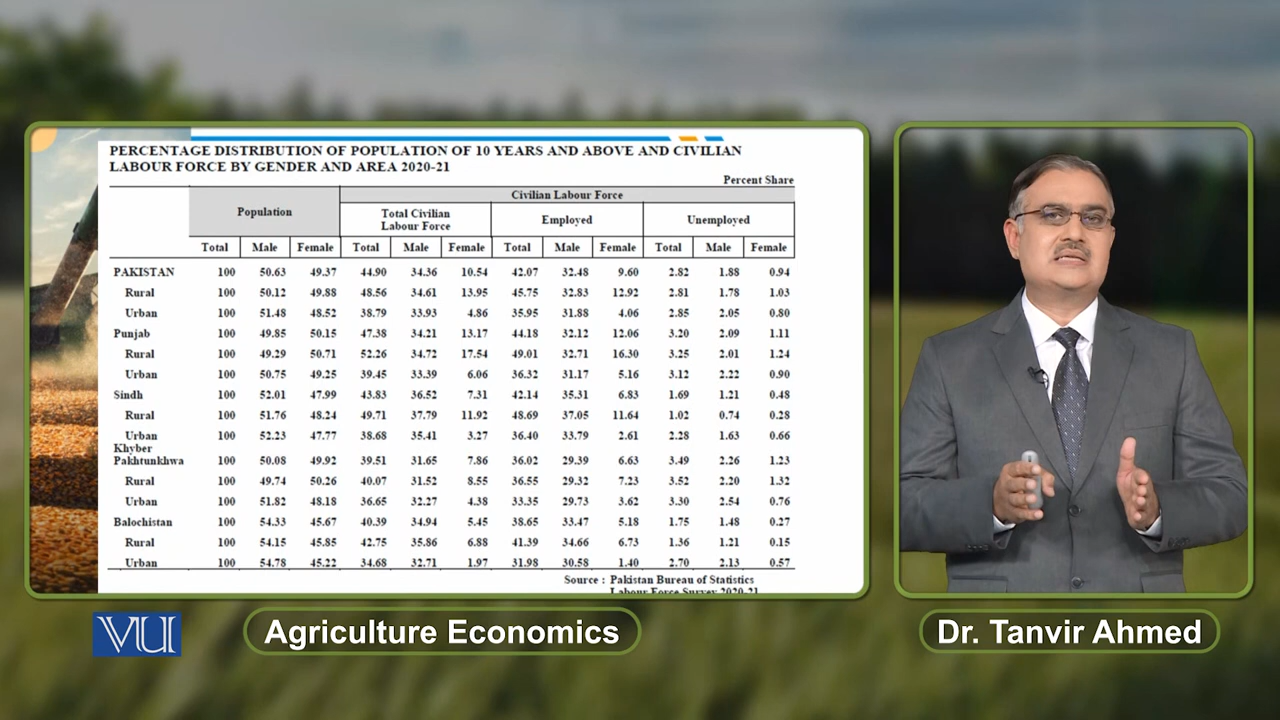 PERCENTAGE DISTRIBUTION OF POPULATION OF 10 YEARS AND ABOVE AND CIVILIAN
LABOUR FORCE BY GENDER AND AREA 2020-21
Percent Share
Population
Civilian Labour Force
Total Civilian
Labour Force
Employed
Unemployed
Total Male Female Total Male Female Total Male Female Total Male Female
PAKISTAN 100 50.63 49.37 44.90 34.36 10.54 42.07 32.48 9.60 2.82 1.88 0.94
Rural 100 50.12 49.88 48.56 34.61 13.95 45.75 32.83 12.92 2.81 1.78 1.03
Urban 100 51.48 48.52 38.79 33.93 4.86 35.95 31.88 4.06 2.85 2.05 0.80
Punjab 100 49.85 50.15 47.38 34.21 13.17 44.18 32.12 12.06 3.20 2.09 1.11
Rural 100 49.29 50.71 52.26 34.72 17.54 49.01 32.71 16.30 3.25 2.01 1.24
Urban 100 50.75 49.25 39.45 33.39 6.06 36.32 31.17 5.16 3.12 2.22 0.90
Sindh 100 52.01 47.99 43.83 36.52 7.31 42.14 35.31 6.83 1.69 1.21 0.48
Rural 100 51.76 48.24 49.71 37.79 11.92 48.69 37.05 11.64 1.02 0.74 0.28
Urban 100 52.23 47.77 38.68 35.41 3.27 36.40 33.79 2.61 2.28 1.63 0.66
Khyber
Pakhtunkhwa 100 50.08 49.92 39.51 31.65 7.86 36.02 29.39 6.63 3.49 2.26 1.23
Rural 100 49.74 50.26 40.07 31.52 8.55 36.55 29.32 7.23 3.52 2.20 1.32
Urban 100 51.82 48.18 36.65 32.27 4.38 33.35 29.73 3.62 3.30 2.54 0.76
Balochistan 100 54.33 45.67 40.39 34.94 5.45 38.65 33.47 5.18 1.75 1.48 0.27
Rural 100 54.15 45.85 42.75 35.86 6.88 41.39 34.66 6.73 1.36 1.21 0.15
Urban 100 54.78 45.22 34.68 32.71 1.97 31.98 30.58 1.40 2.70 2.13 0.57
Source : Pakistan Bureau of Statistics
Labour Force Survey 2020-21
VU
Agriculture Economics
Dr. Tanvir Ahmed